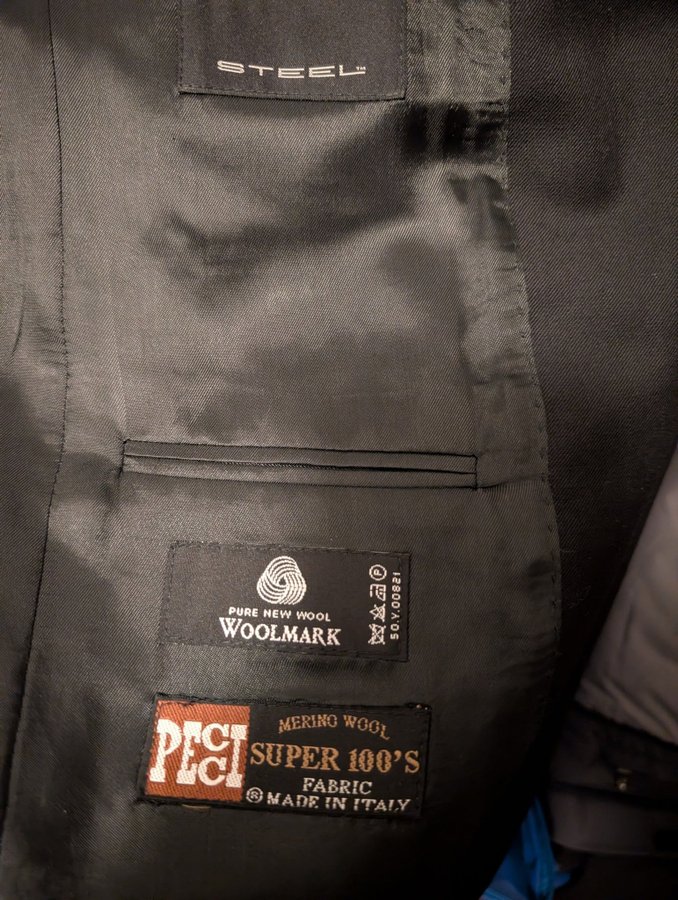 STEEL™
PURE NEW WOOL
WOOLMARK
P
50.Y.00821
PECCI
MERINO WOOL
SUPER 100'S
FABRIC
® MADE IN ITALY